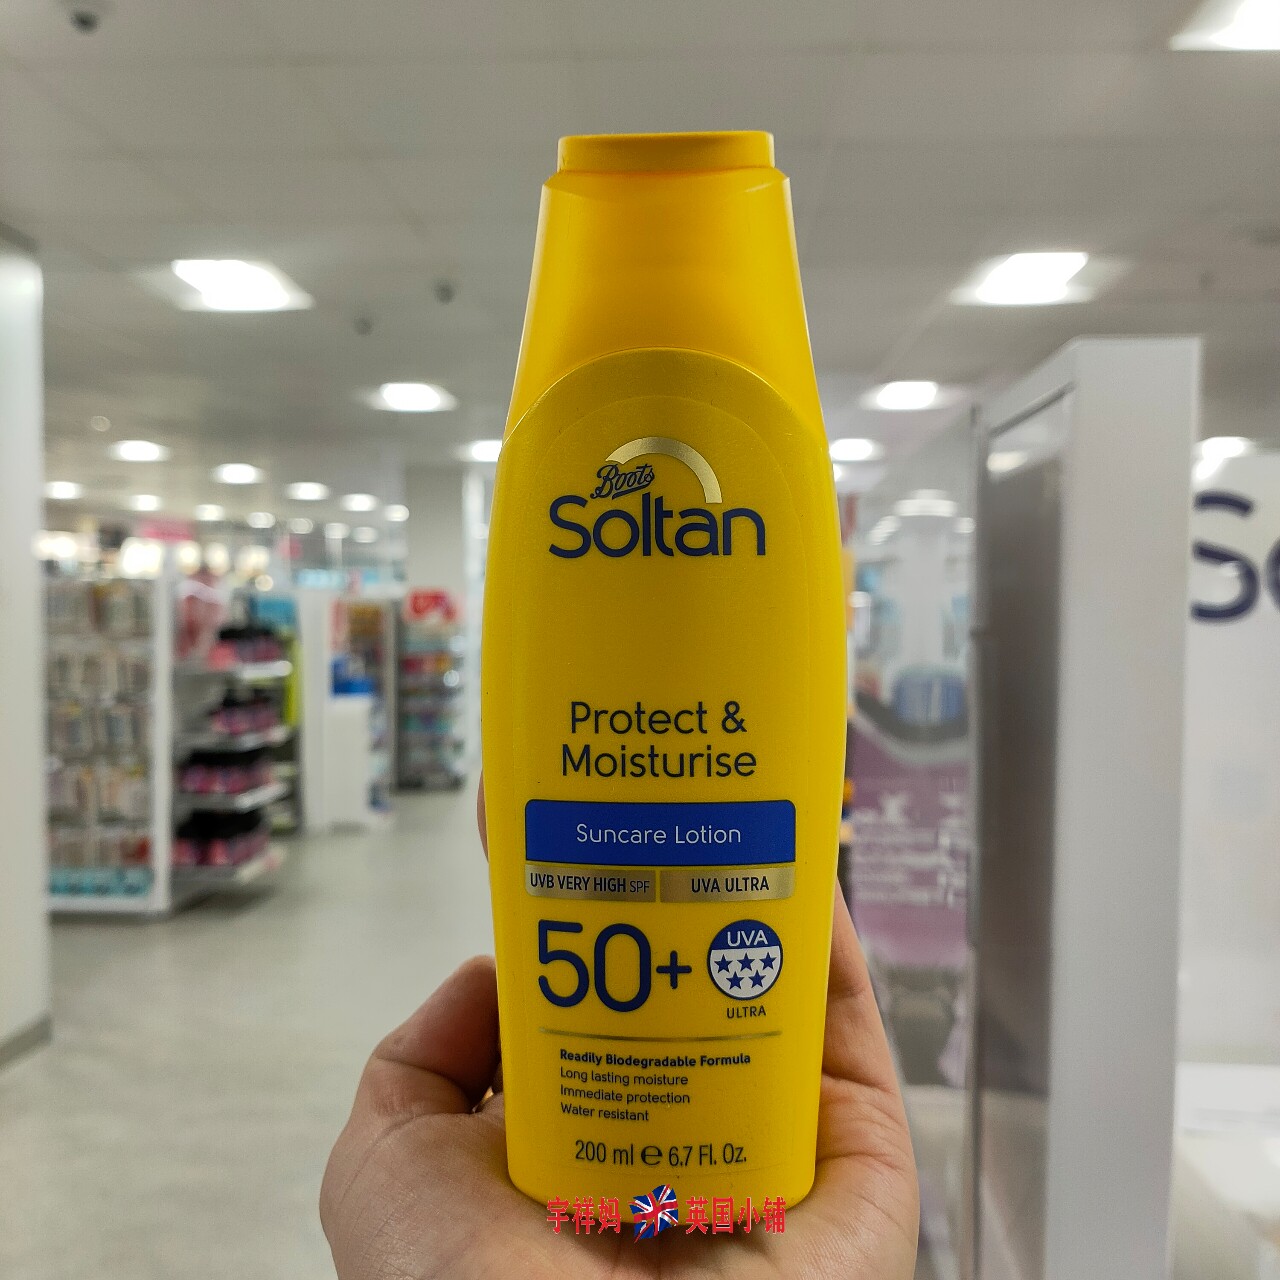 Boots
Soltan
Protect &
Moisturise
Suncare Lotion
UVB VERY HIGH SPF
UVA ULTRA
50+
UVA
ULTRA
Readily Biodegradable Formula
Long lasting moisture
Immediate protection
Water resistant
200 ml ℮ 6.7 Fl. Oz.
宇祥妈 英国小铺